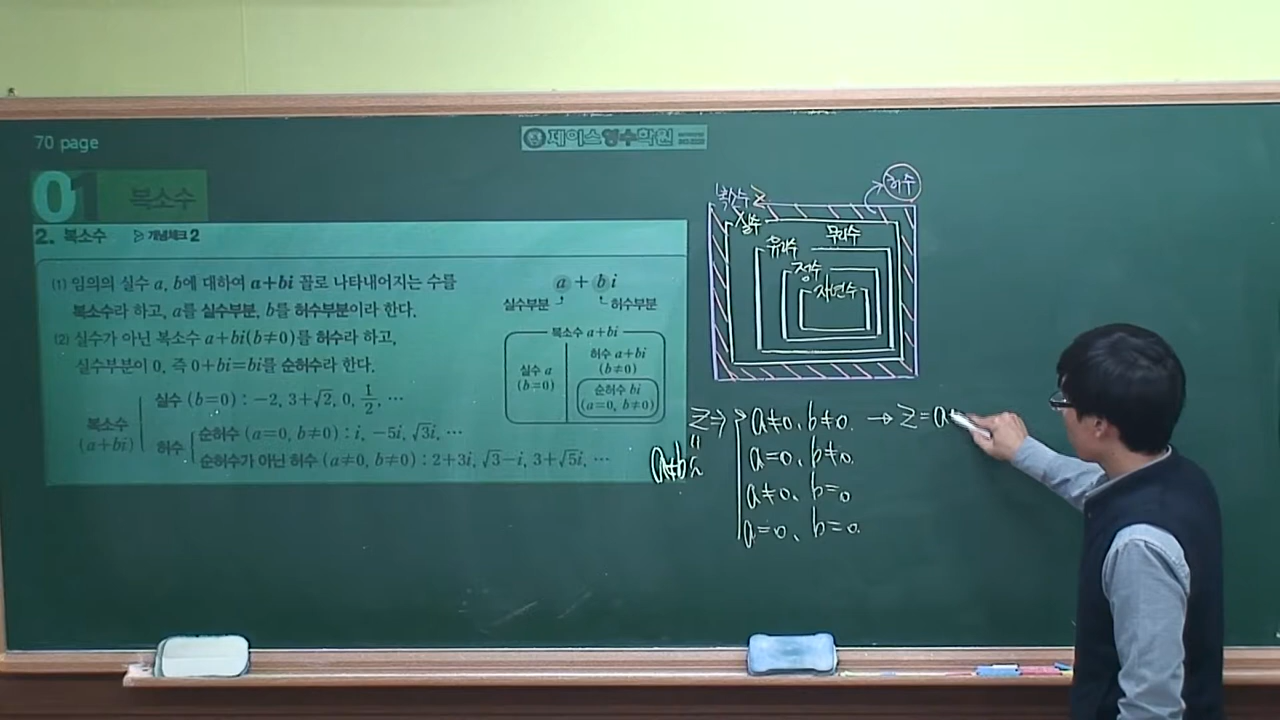 70 page
제이스영수학원
01 복소수
2. 복소수 개념체크 2
(1) 임의의 실수 a, b에 대하여 a+bi 꼴로 나타내어지는 수를
복소수라 하고, a를 실수부분, b를 허수부분이라 한다.
(2) 실수가 아닌 복소수 a+bi(b≠0)를 허수라 하고,
실수부분이 0, 즉 0+bi=bi를 순허수라 한다.
복소수 (a+bi)
실수 (b=0) : -2, 3+√2, 0, 1/2, …
허수
순허수 (a=0, b≠0) : i, -5i, √3i, …
순허수가 아닌 허수 (a≠0, b≠0) : 2+3i, √3-i, 3+√5i, …
a + b i
실수부분 허수부분
복소수 a+bi
실수 a
(b=0)
허수 a+bi
(b≠0)
순허수 bi
(a=0, b≠0)
허수
복소수 Z
실수
유리수 무리수
정수
자연수
Z ⇒ a≠0, b≠0. → Z=a+
a+bi
a=0, b≠0.
a≠0, b=0
a=0, b=0.